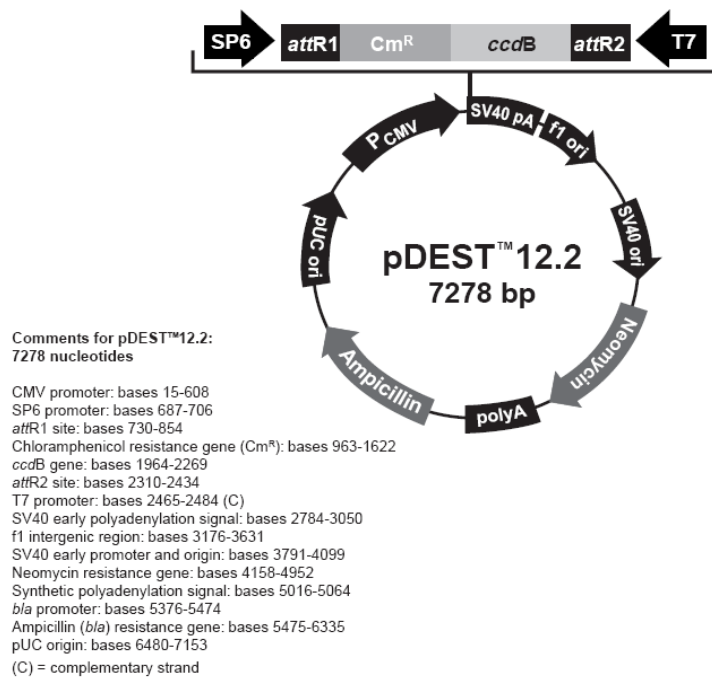 SP6 attR1 CmR ccdB attR2 T7
PCMV
SV40 pA
f1 ori
SV40 ori
Neomycin
polyA
Ampicillin
pUC ori
pDEST™12.2
7278 bp
Comments for pDEST™12.2:
7278 nucleotides
CMV promoter: bases 15-608
SP6 promoter: bases 687-706
attR1 site: bases 730-854
Chloramphenicol resistance gene (CmR): bases 963-1622
ccdB gene: bases 1964-2269
attR2 site: bases 2310-2434
T7 promoter: bases 2465-2484 (C)
SV40 early polyadenylation signal: bases 2784-3050
f1 intergenic region: bases 3176-3631
SV40 early promoter and origin: bases 3791-4099
Neomycin resistance gene: bases 4158-4952
Synthetic polyadenylation signal: bases 5016-5064
bla promoter: bases 5376-5474
Ampicillin (bla) resistance gene: bases 5475-6335
pUC origin: bases 6480-7153
(C) = complementary strand